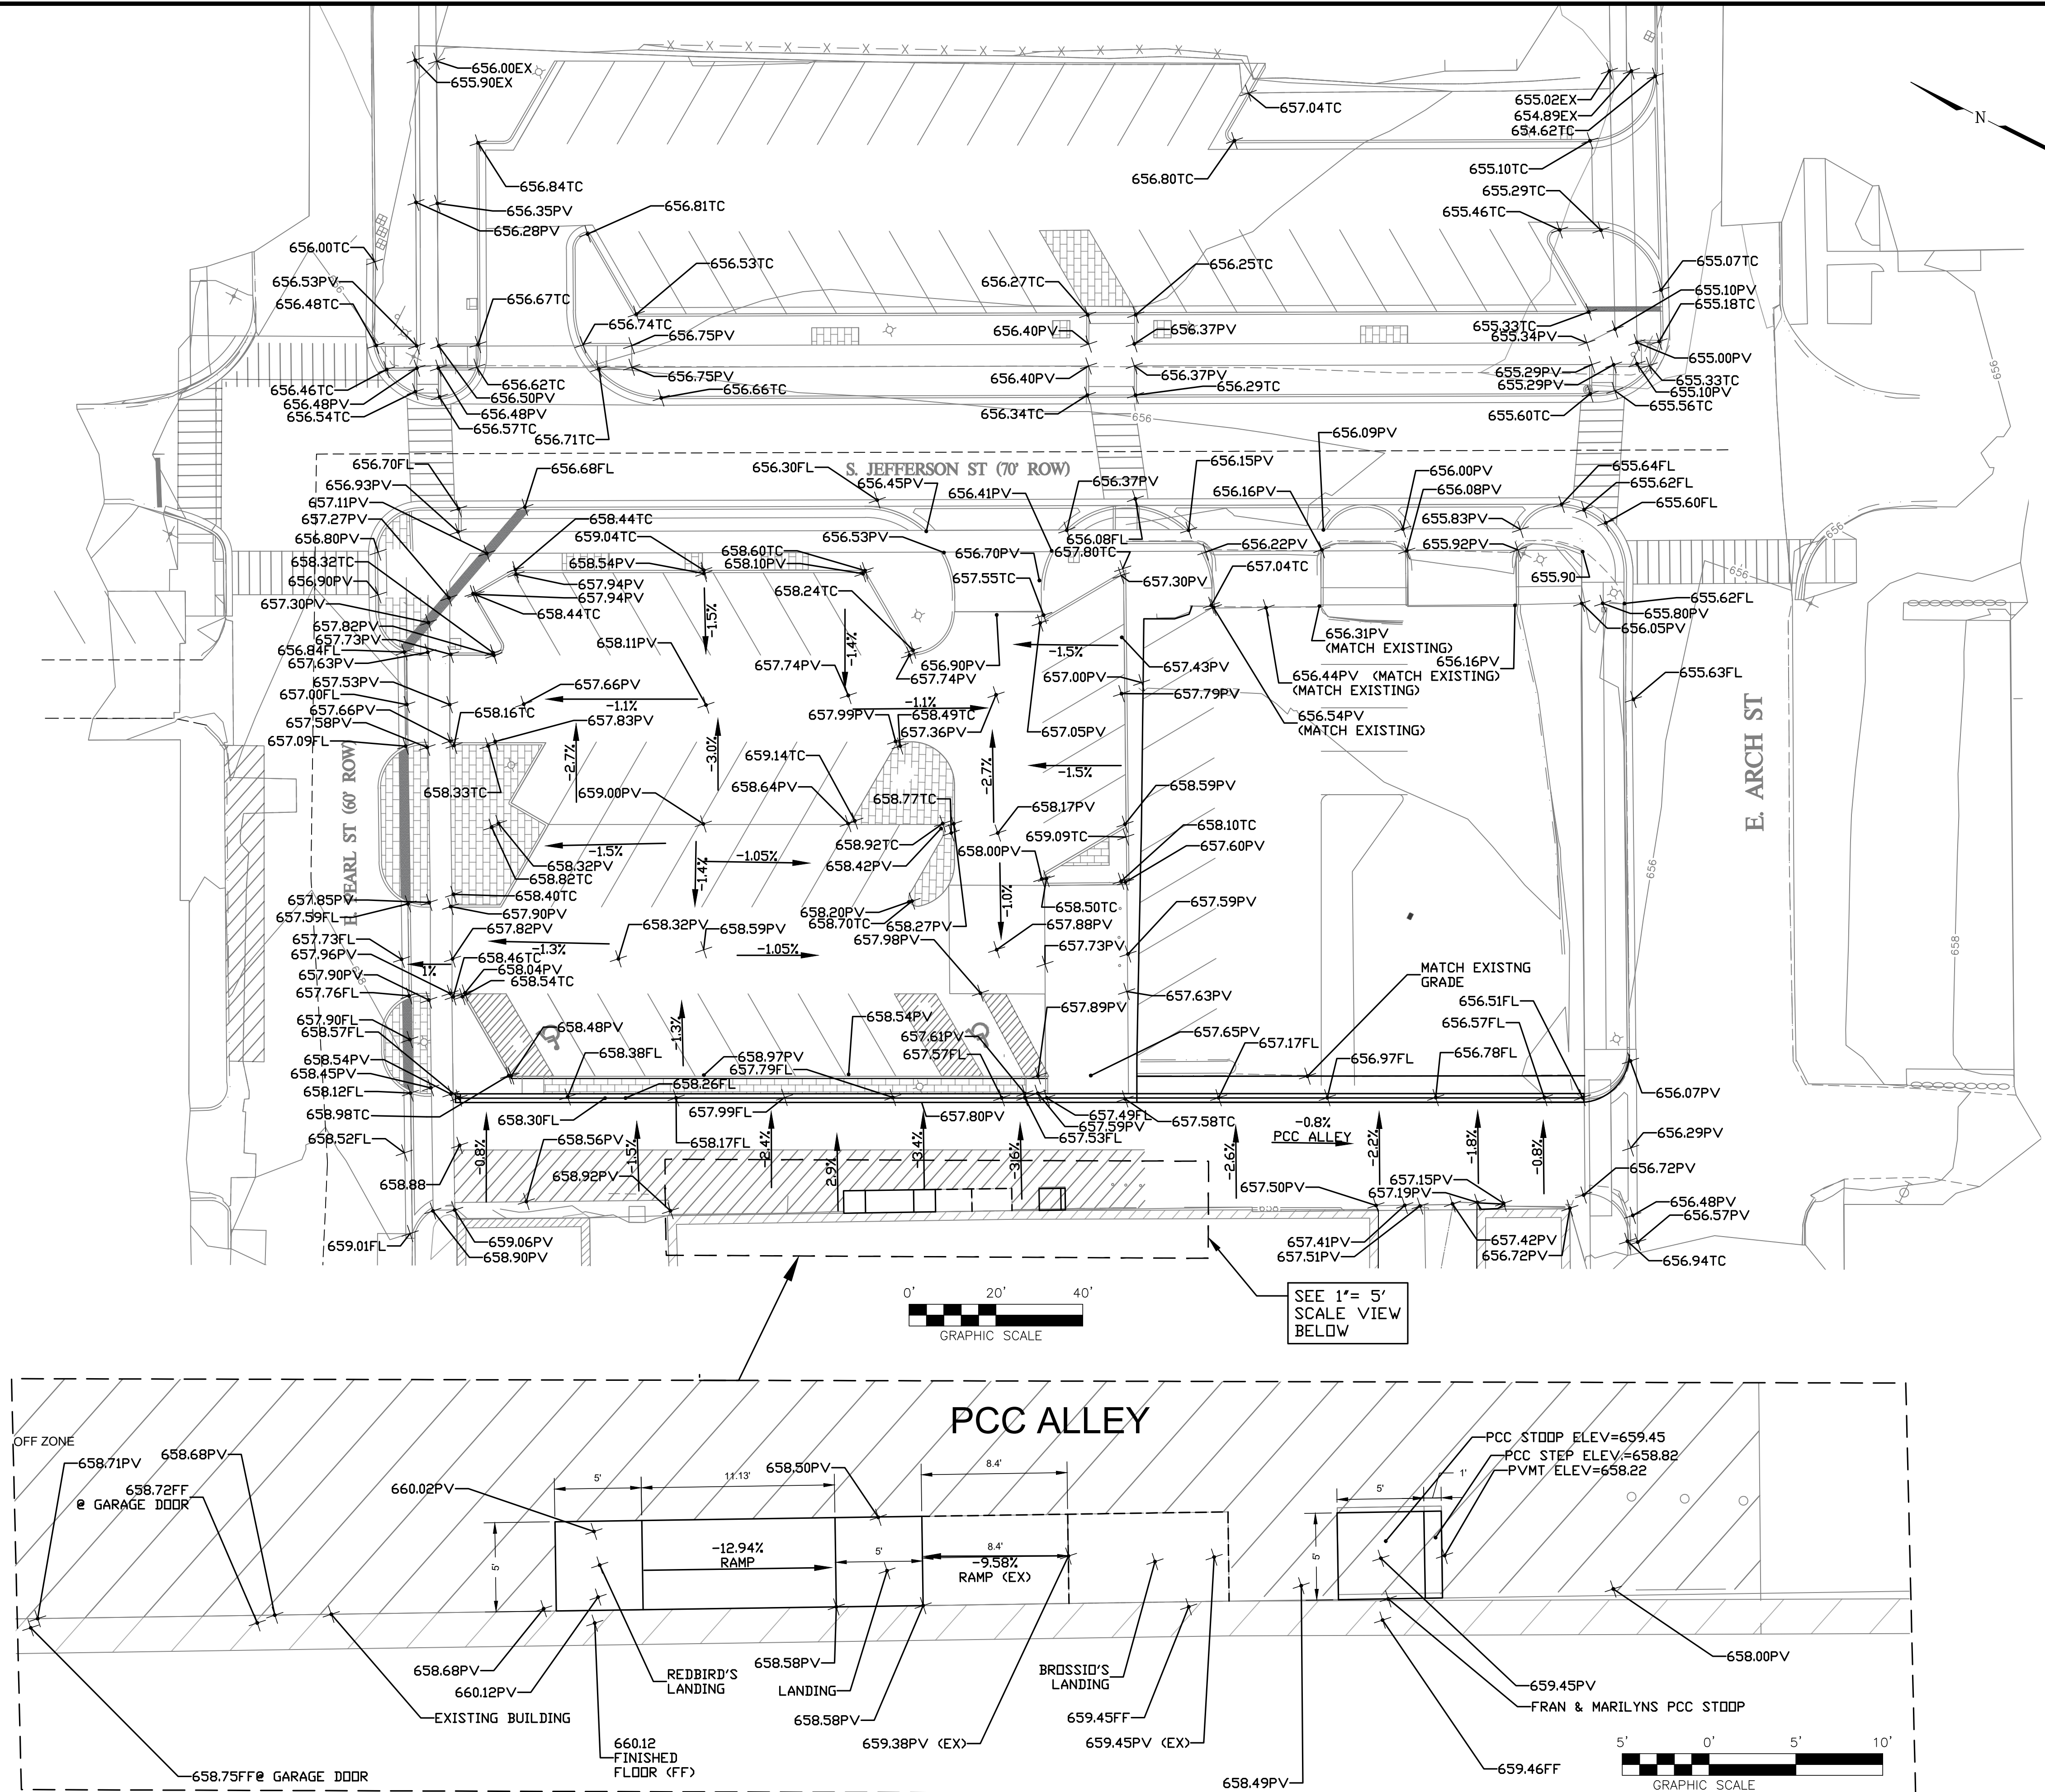 656.00EX
655.90EX
657.04TC
655.02EX
654.89EX
654.62TC
N
656.84TC
656.80TC
655.10TC
656.35PV
656.28PV
656.81TC
655.29TC
655.46TC
656.00TC
656
656.53PV
656.48TC
656.67TC
656.53TC
656.27TC
656.25TC
655.07TC
655.10PV
655.18TC
656.74TC
656.75PV
656.40PV
656.37PV
655.33TC
655.34PV
655.00PV
656.46TC
656.48PV
656.54TC
656.62TC
656.50PV
656.48PV
656.57TC
656.75PV
656.66TC
656.71TC
656.40PV
656.37PV
656.29TC
656.34TC
656
655.29PV
655.29PV
655.33TC
655.10PV
655.56TC
655.60TC
656
656.09PV
S. JEFFERSON ST (70' ROW)
656.70FL
656.68FL
656.30FL
656.45PV
656.41PV
656.37PV
656.15PV
656.16PV
656.00PV
656.08PV
655.64FL
655.62FL
655.60FL
656.93PV
657.11PV
657.27PV
656.80PV
658.32TC
656.90PV
657.30PV
657.82PV
657.73PV
656.84FL
657.63PV
658.44TC
659.04TC
658.54PV
658.60TC
658.10PV
656.53PV
656.70PV
656.08FL
657.80TC
656.22PV
655.83PV
655.92PV
655.90
656
656
657.94PV
657.94PV
658.44TC
658.24TC
657.55TC
657.30PV
657.04TC
655.62FL
655.80PV
656.05PV
-1.5%
-1.4%
658.11PV
657.74PV
657.74PV
656.90PV
-1.5%
657.43PV
657.00PV
657.79PV
656.31PV
(MATCH EXISTING)
656.16PV
(MATCH EXISTING)
656.44PV
(MATCH EXISTING)
656.54PV
(MATCH EXISTING)
655.63FL
657.53PV
657.00FL
657.66PV
657.58PV
657.09FL
657.66PV
-1.1%
658.16TC
657.83PV
-1.1%
657.99PV
658.49TC
657.36PV
657.05PV
E. PEARL ST (60' ROW)
E. ARCH ST
-2.7%
-3.0%
-2.7%
-1.5%
659.14TC
658.33TC
659.00PV
658.64PV
658.77TC
658.17PV
658.59PV
659.09TC
-1.5%
-1.4%
-1.05%
658.92TC
658.42PV
658.00PV
658.10TC
657.60PV
656
658.32PV
658.82TC
658.40TC
657.85PV
657.59FL
657.90PV
657.82PV
658.20PV
658.70TC
658.27PV
-1.0%
658.50TC
657.59PV
657.73FL
657.96PV
657.90PV
657.76FL
658
658.32PV
658.59PV
657.98PV
657.88PV
657.73PV
658
-1.3%
-1.05%
1%
658.46TC
658.04PV
658.54TC
MATCH EXISTNG
GRADE
657.63PV
656.51FL
657.90FL
658.57FL
658.48PV
-1.3%
658.54PV
657.61PV
657.89PV
657.65PV
656.57FL
658.54PV
658.45PV
658.38FL
658.97PV
657.79FL
657.57FL
657.17FL
656.97FL
656.78FL
658.12FL
658.98TC
658.26FL
656.07PV
658.30FL
657.99FL
657.80PV
657.49FL
657.59PV
657.53FL
657.58TC
-0.8%
PCC ALLEY
658.52FL
658.56PV
658.17FL
656.29PV
-0.8%
-1.5%
-2.4%
2.9%
-3.4%
-3.6%
-2.6%
-2.2%
-1.8%
-0.8%
658.88
658.92PV
657.50PV
657.15PV
657.19PV
656.72PV
656.48PV
656.57PV
658
659.01FL
659.06PV
658.90PV
657.41PV
657.51PV
657.42PV
656.72PV
656.94TC
0' 20' 40'
GRAPHIC SCALE
SEE 1"= 5'
SCALE VIEW
BELOW
PCC ALLEY
OFF ZONE
658.71PV
658.68PV
658.72FF
@ GARAGE DOOR
660.02PV
5'
11.13'
658.50PV
8.4'
PCC STOOP ELEV=659.45
PCC STEP ELEV.=658.82
PVMT ELEV=658.22
5'
1'
5'
-12.94%
RAMP
5'
8.4'
-9.58%
RAMP (EX)
5'
658.68PV
660.12PV
REDBIRD'S
LANDING
658.58PV
LANDING
658.58PV
BROSSIO'S
LANDING
658.00PV
659.45PV
FRAN & MARILYNS PCC STOOP
EXISTING BUILDING
659.45FF
659.38PV (EX)
659.45PV (EX)
660.12
FINISHED
FLOOR (FF)
658.75FF@ GARAGE DOOR
658.49PV
659.46FF
5' 0' 5' 10'
GRAPHIC SCALE